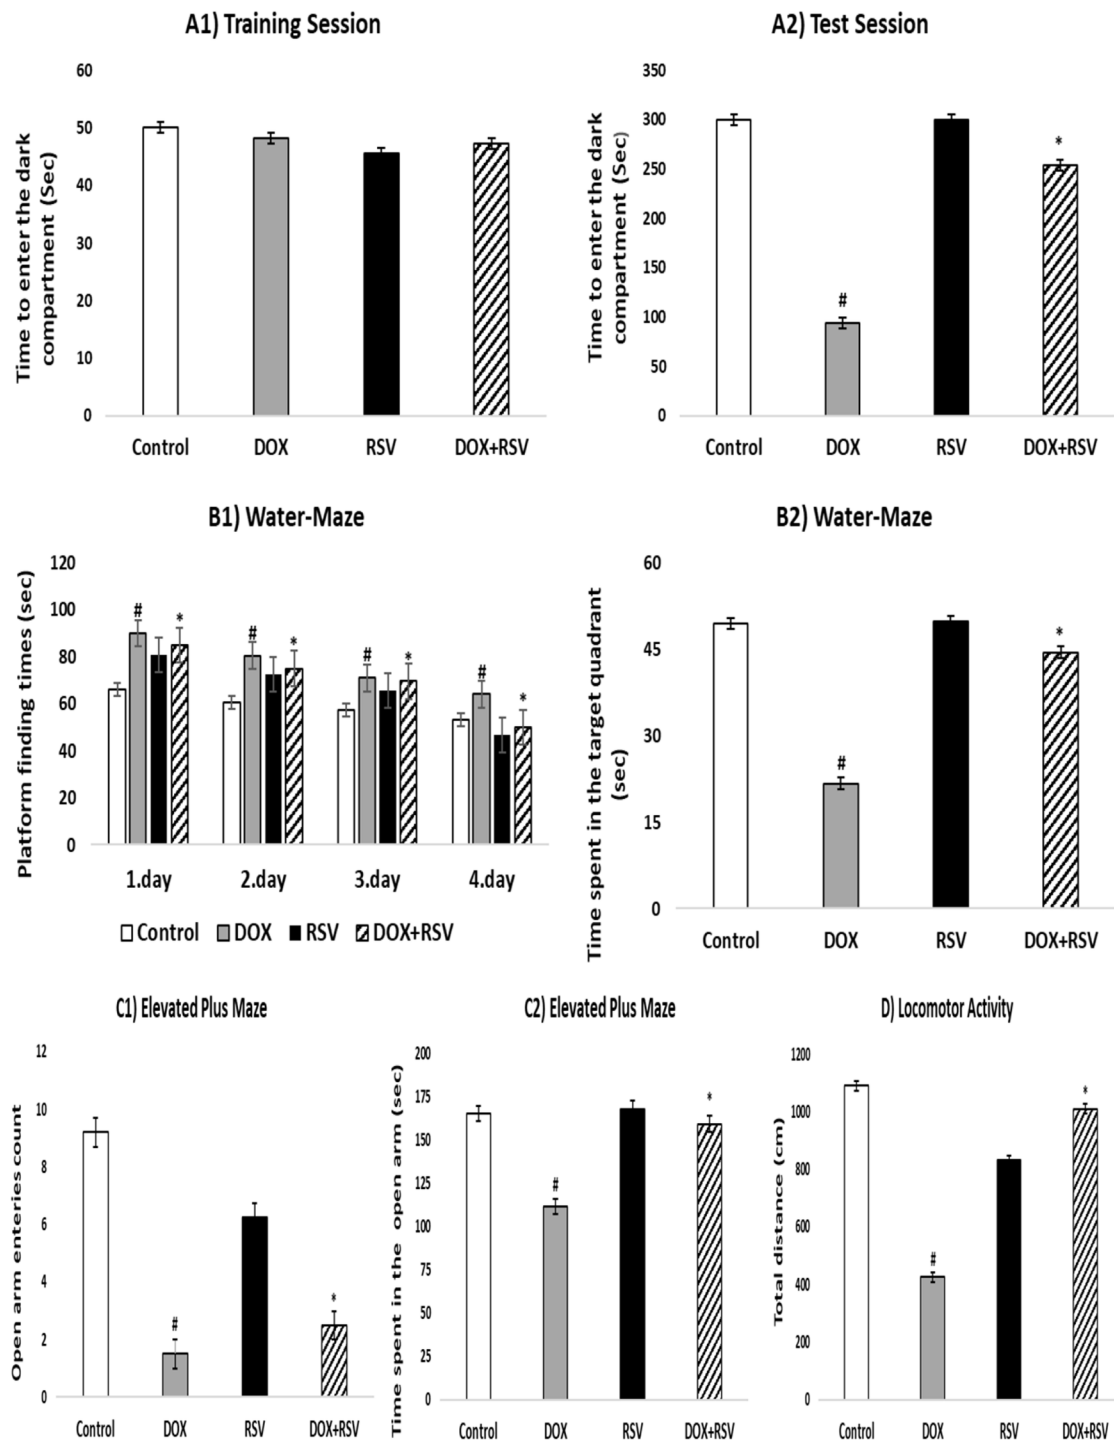 A1) Training Session
Time to enter the dark
compartment (Sec)
60
50
40
30
20
10
0
Control DOX RSV DOX+RSV
A2) Test Session
Time to enter the dark
compartment (Sec)
350
300
250
200
150
100
50
0
#
*
Control DOX RSV DOX+RSV
B1) Water-Maze
Platform finding times (sec)
120
100
80
60
40
20
0
# * # * # * # *
1.day 2.day 3.day 4.day
Control DOX RSV DOX+RSV
B2) Water-Maze
Time spent in the target quadrant
(sec)
60
45
30
15
0
#
*
Control DOX RSV DOX+RSV
C1) Elevated Plus Maze
Open arm enteries count
12
10
8
6
4
2
0
#
*
Control DOX RSV DOX+RSV
C2) Elevated Plus Maze
Time spent in the open arm (sec)
200
175
150
125
100
75
50
25
0
#
*
Control DOX RSV DOX+RSV
D) Locomotor Activity
Total distance (cm)
1200
1000
800
600
400
200
0
#
*
Control DOX RSV DOX+RSV